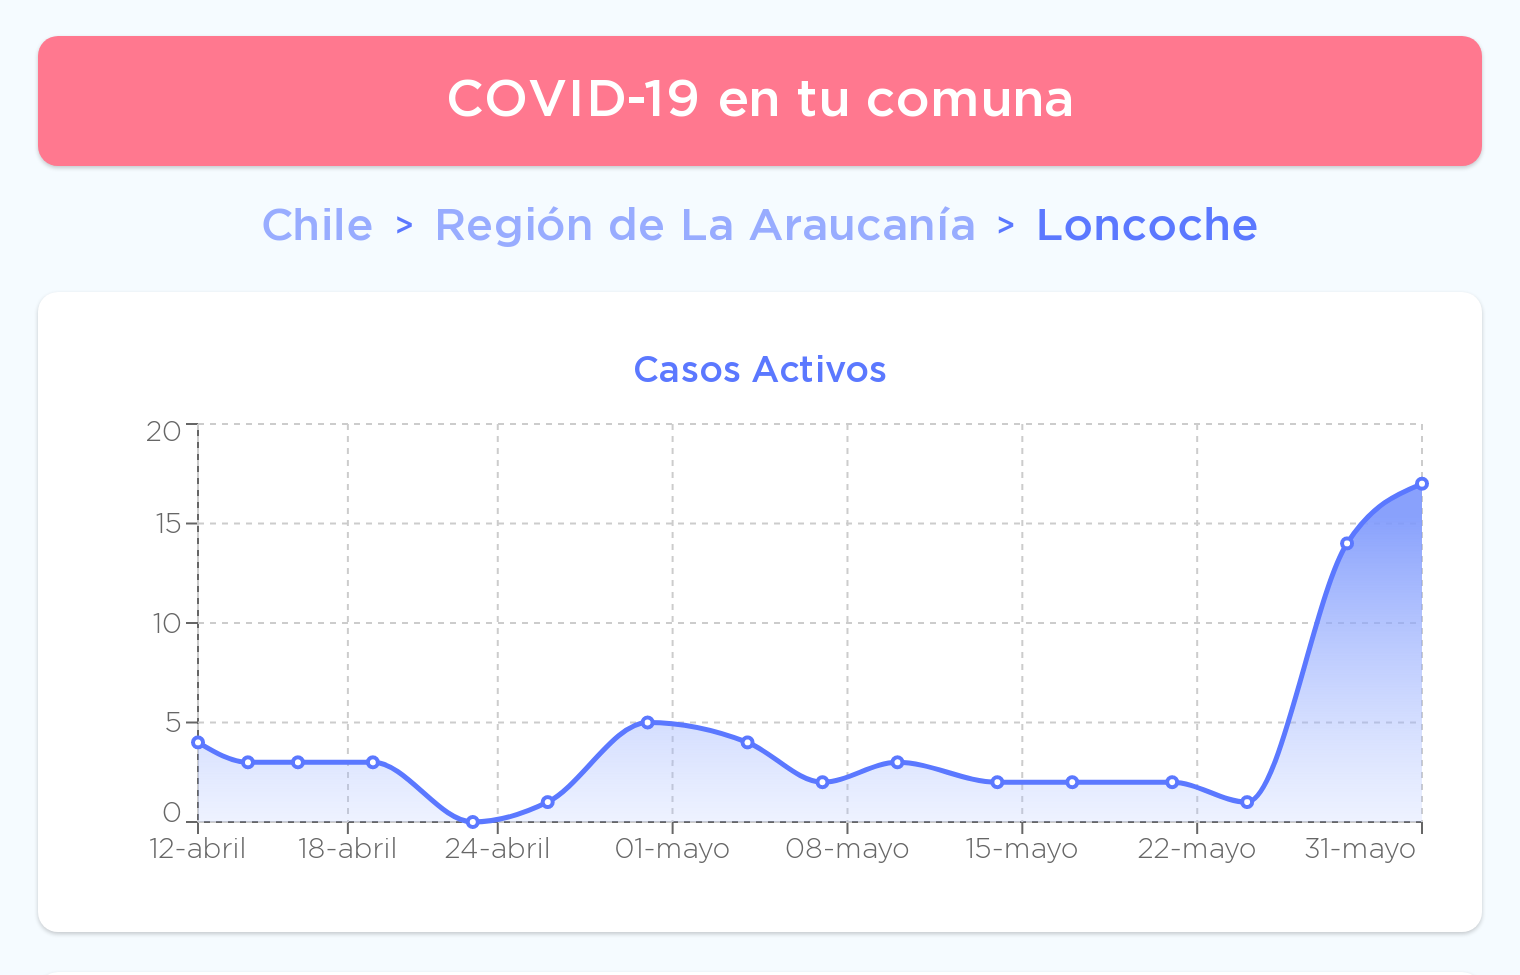 COVID-19 en tu comuna
Chile > Región de La Araucanía > Loncoche
Casos Activos
20
15
10
5
0
12-abril 18-abril 24-abril 01-mayo 08-mayo 15-mayo 22-mayo 31-mayo